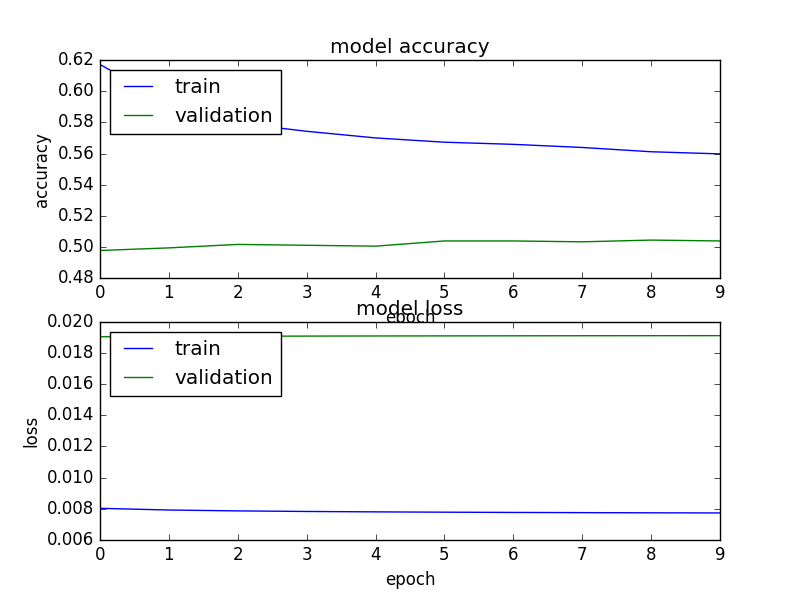 model accuracy
0.62
0.60
0.58
0.56
0.54
0.52
0.50
0.48
accuracy
train
validation
0 1 2 3 4 5 6 7 8 9
epoch
model loss
0.020
0.018
0.016
0.014
0.012
0.010
0.008
0.006
loss
train
validation
0 1 2 3 4 5 6 7 8 9
epoch